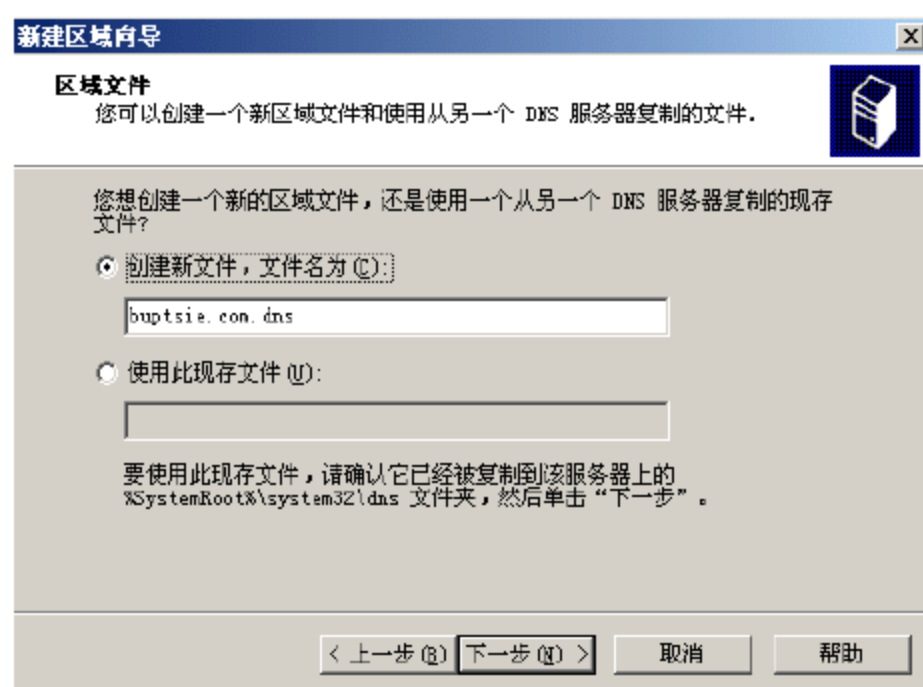 新建区域向导
区域文件
您可以创建一个新区域文件和使用从另一个 DNS 服务器复制的文件.
您想创建一个新的区域文件，还是使用一个从另一个 DNS 服务器复制的现存
文件?
创建新文件，文件名为(C):
buptsie.com.dns
使用此现存文件(U):
要使用此现存文件，请确认它已经被复制到该服务器上的
%SystemRoot%\system32\dns 文件夹，然后单击“下一步”。
< 上一步(B) 下一步(N) > 取消 帮助